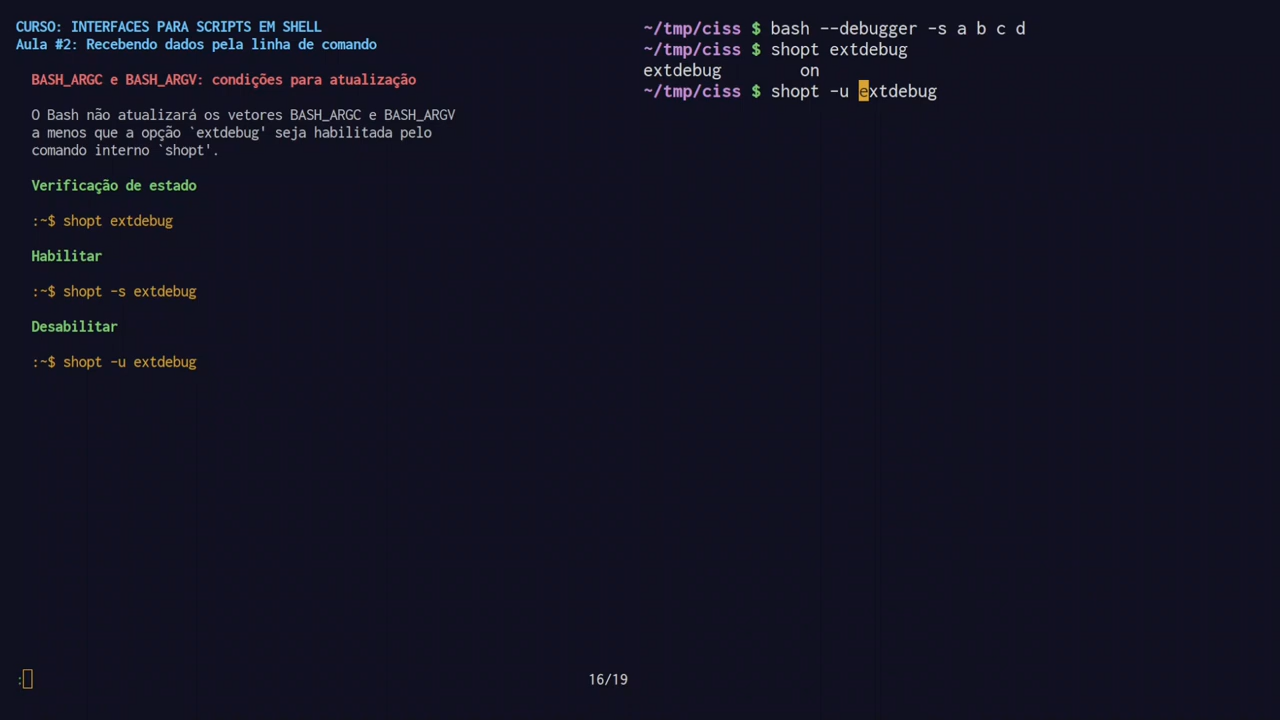 CURSO: INTERFACES PARA SCRIPTS EM SHELL
Aula #2: Recebendo dados pela linha de comando
BASH_ARGC e BASH_ARGV: condições para atualização
O Bash não atualizará os vetores BASH_ARGC e BASH_ARGV
a menos que a opção `extdebug' seja habilitada pelo
comando interno `shopt'.
Verificação de estado
:~$ shopt extdebug
Habilitar
:~$ shopt -s extdebug
Desabilitar
:~$ shopt -u extdebug
:
16/19
~/tmp/ciss $ bash --debugger -s a b c d
~/tmp/ciss $ shopt extdebug
extdebug        on
~/tmp/ciss $ shopt -u extdebug